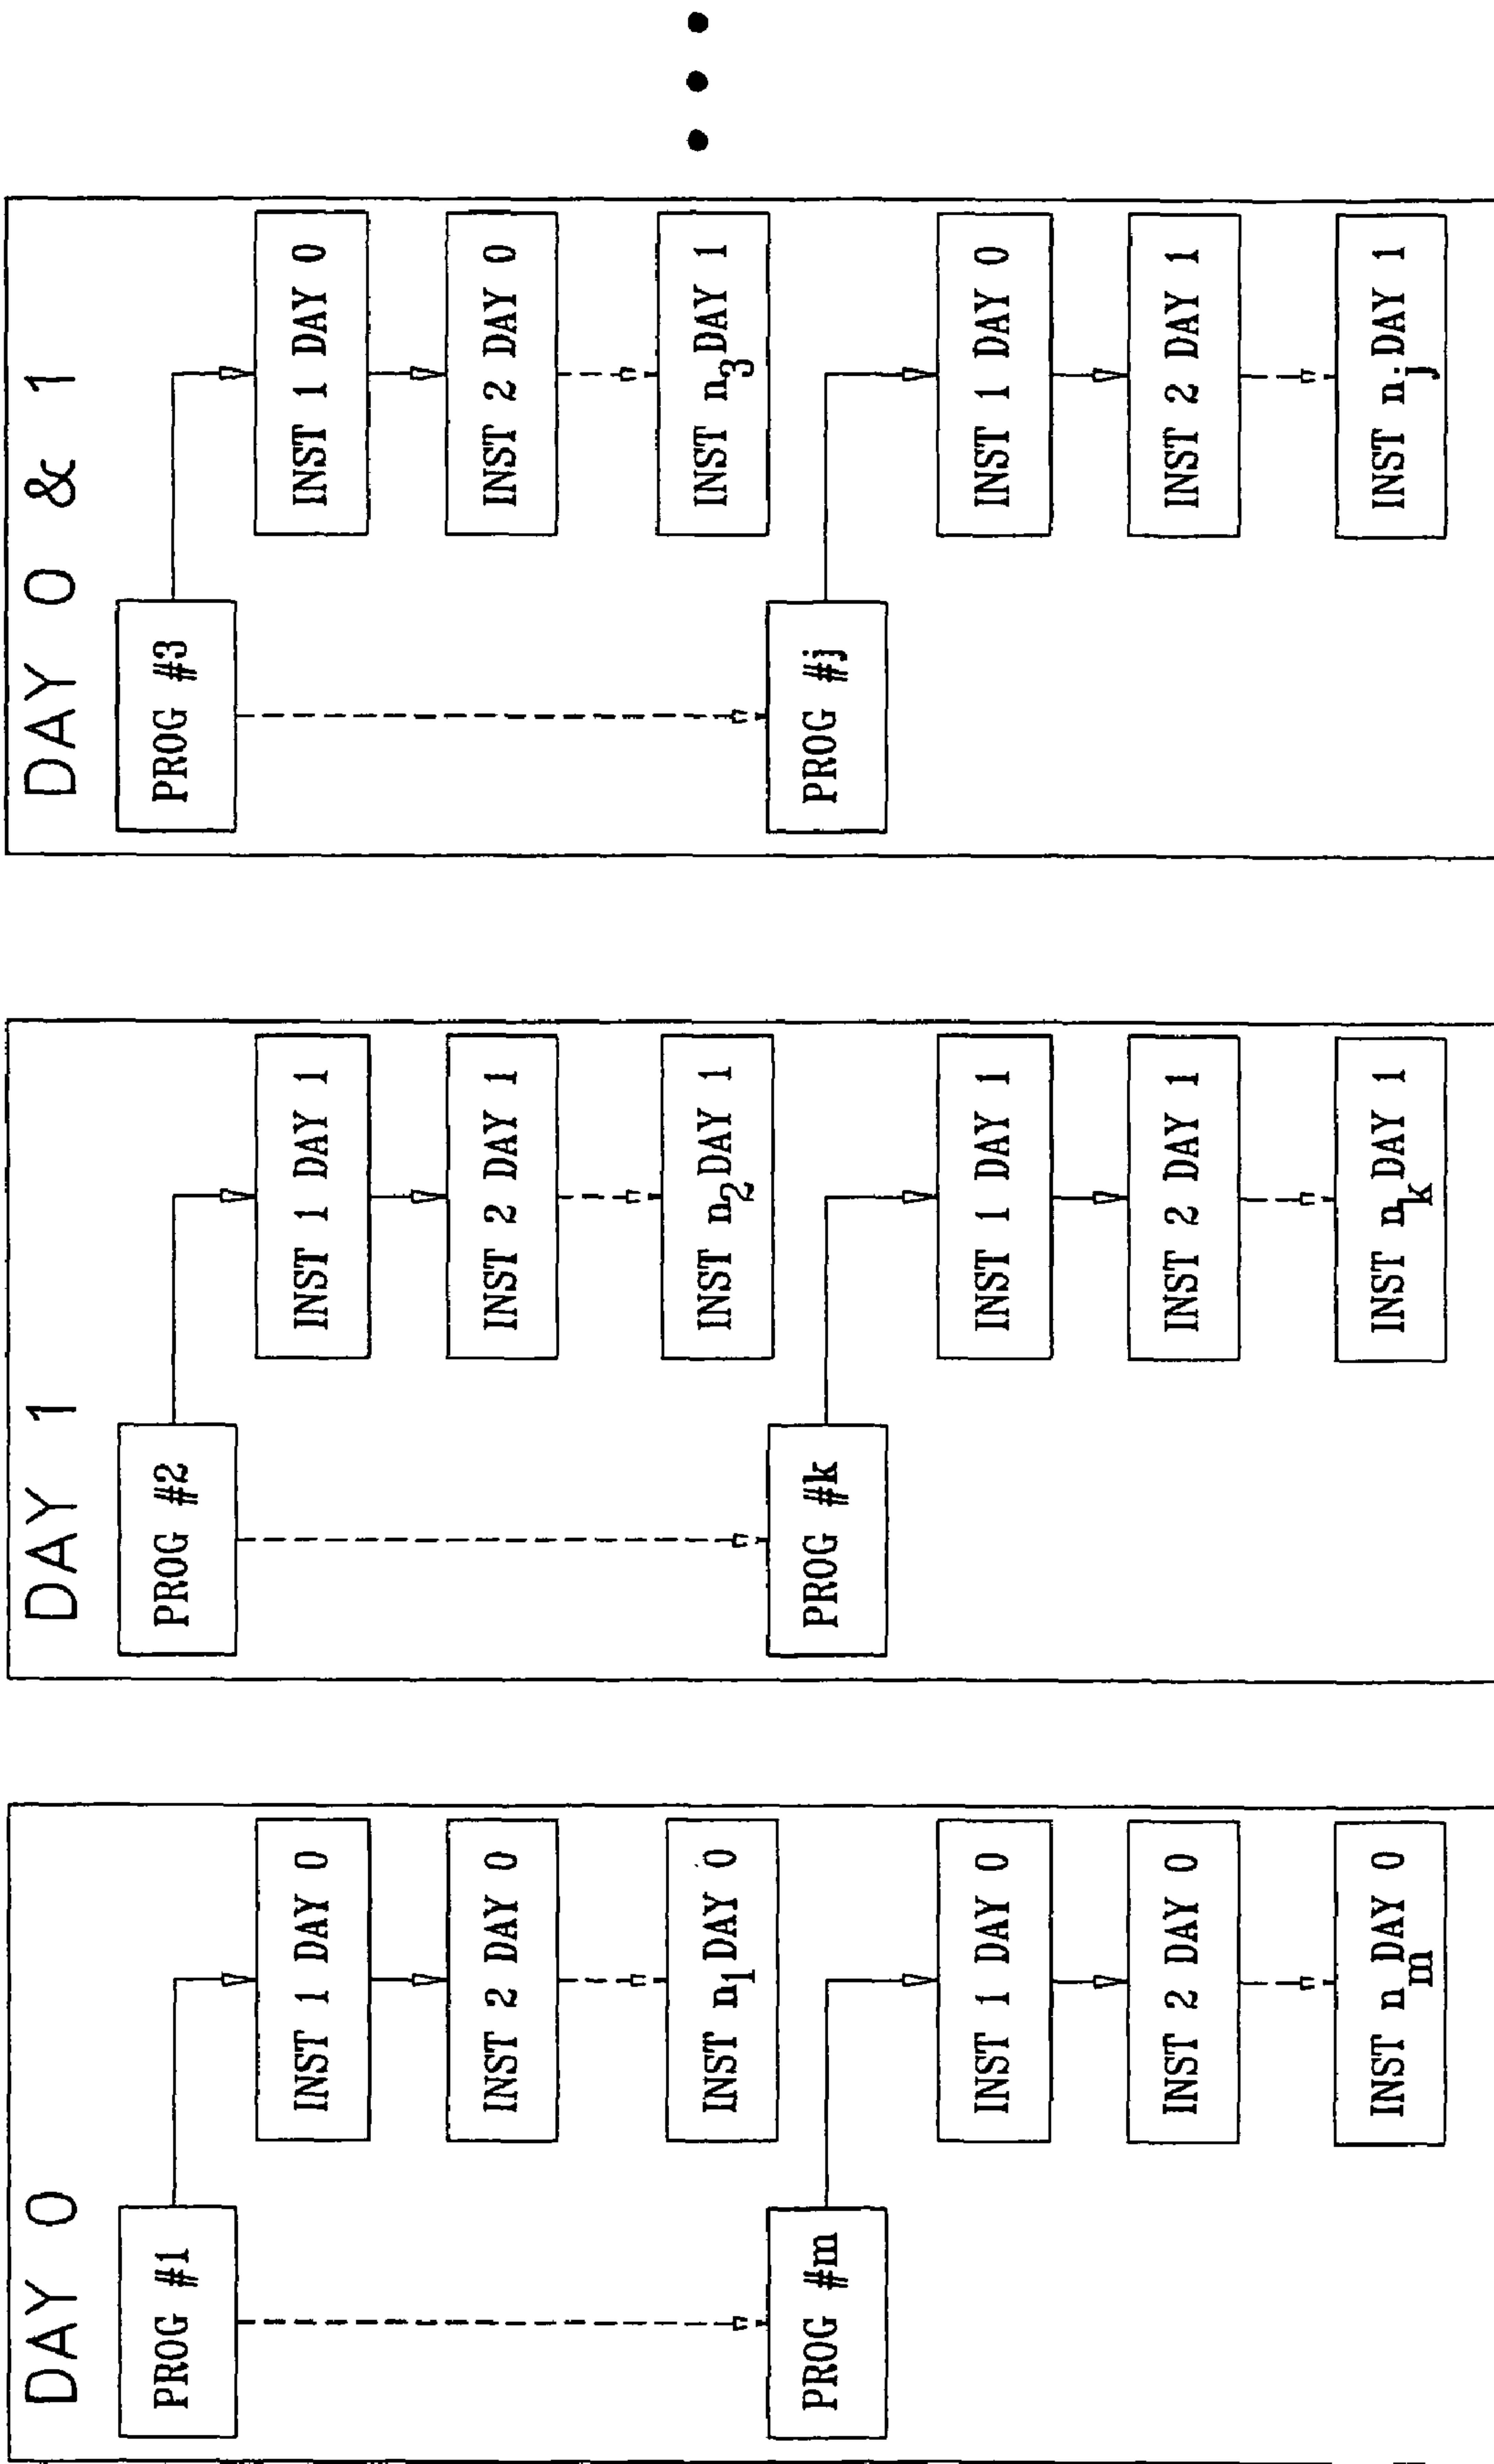 DAY 0
PROG #1
INST 1 DAY 0
INST 2 DAY 0
INST n1 DAY 0
PROG #m
INST 1 DAY 0
INST 2 DAY 0
INST nm DAY 0
DAY 1
PROG #2
INST 1 DAY 1
INST 2 DAY 1
INST n2 DAY 1
PROG #k
INST 1 DAY 1
INST 2 DAY 1
INST nk DAY 1
DAY 0 & 1
PROG #3
INST 1 DAY 0
INST 2 DAY 0
INST n3 DAY 1
PROG #j
INST 1 DAY 0
INST 2 DAY 1
INST nj DAY 1